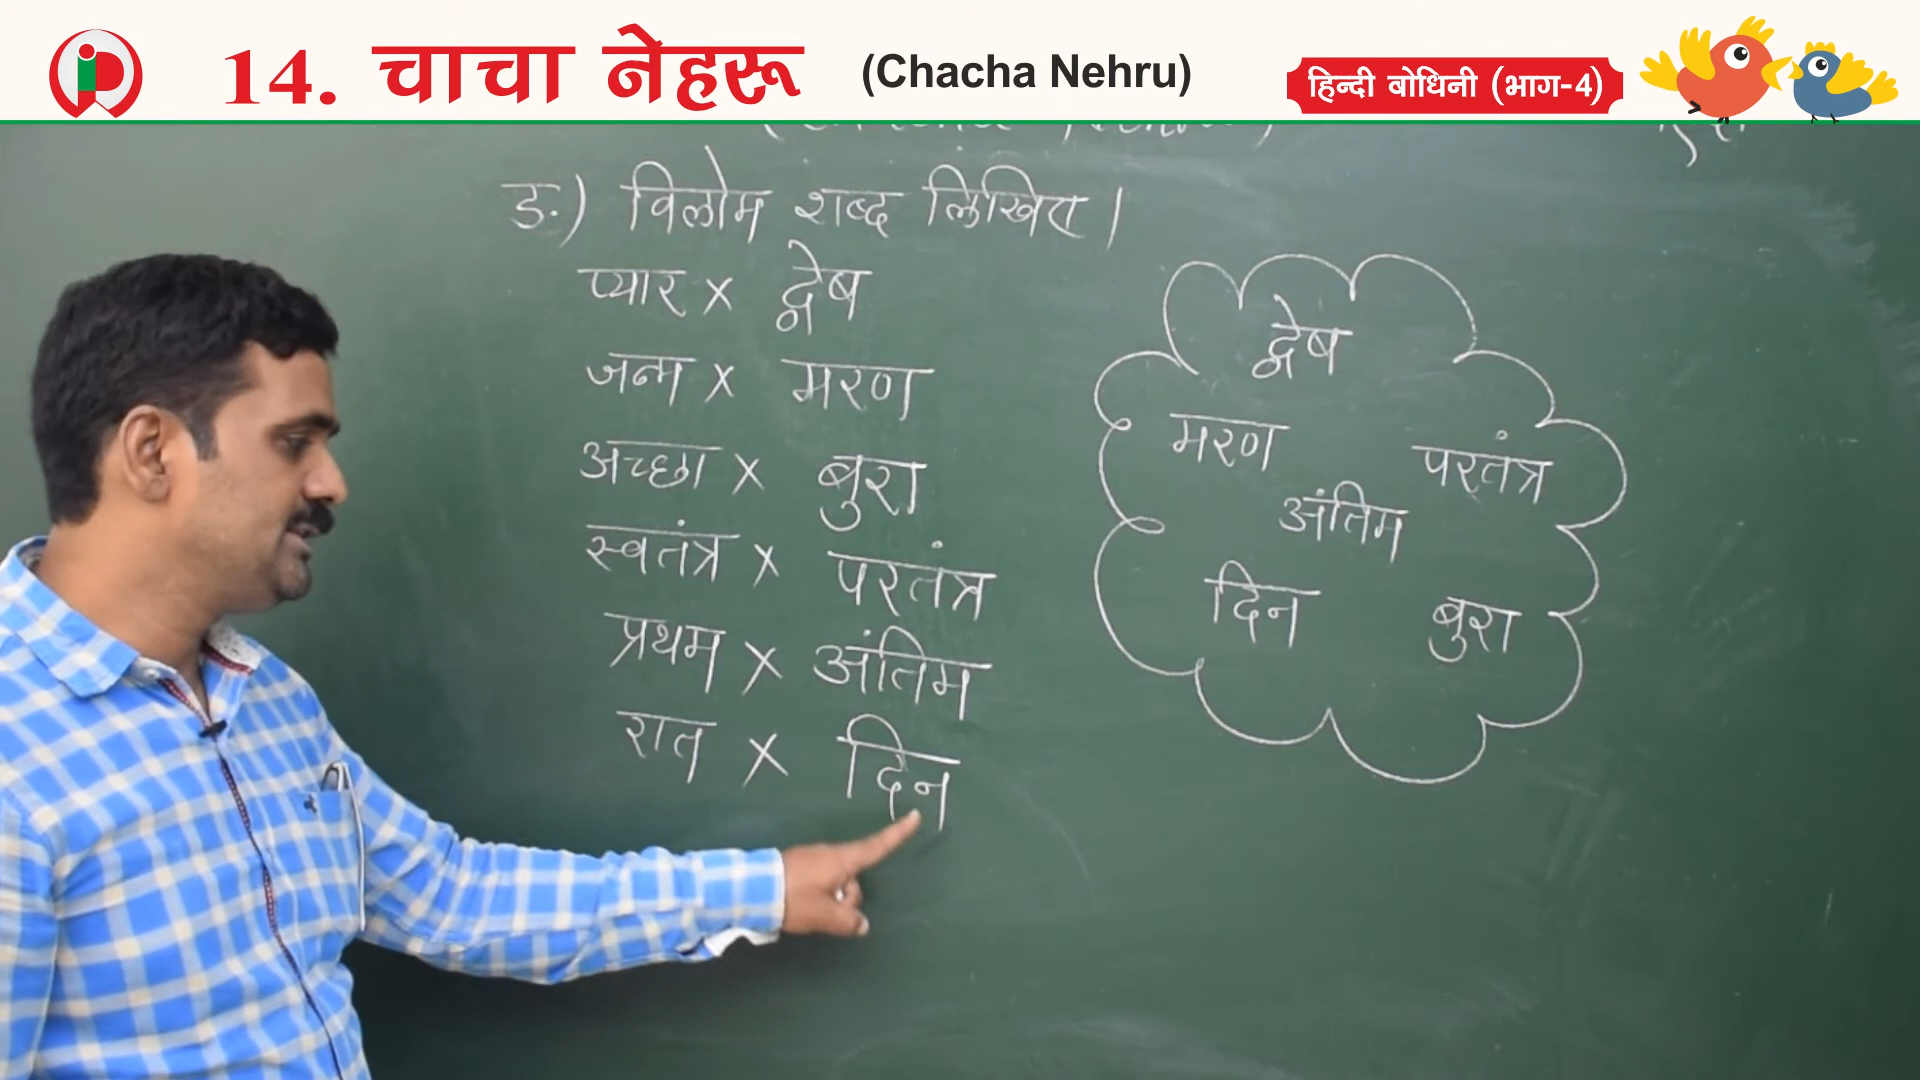 14. चाचा नेहरू (Chacha Nehru)
हिन्दी बोधिनी (भाग-4)
ङ.) विलोम शब्द लिखिए।
प्यार x द्वेष
जन्म x मरण
अच्छा x बुरा
स्वतंत्र x परतंत्र
प्रथम x अंतिम
रात x दिन
द्वेष
मरण
परतंत्र
अंतिम
दिन
बुरा